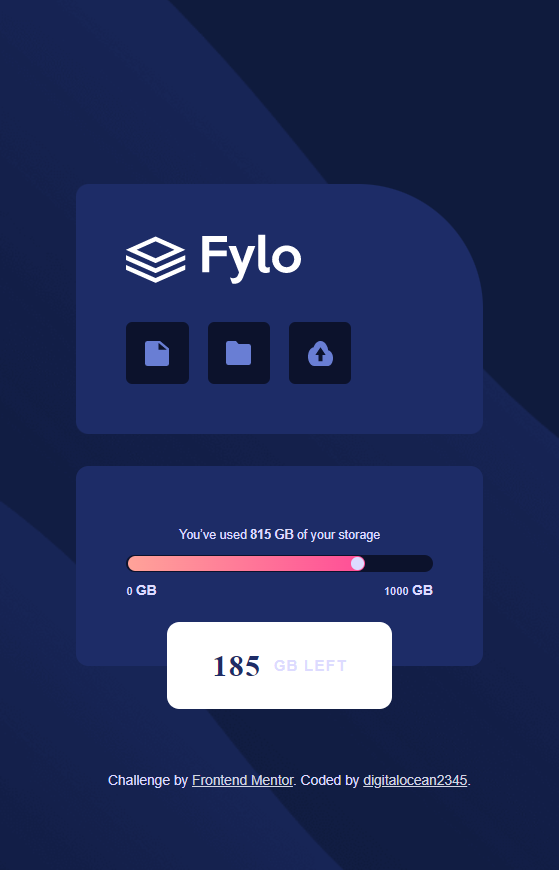 Fylo
You've used 815 GB of your storage
0 GB 1000 GB
185 GB LEFT
Challenge by Frontend Mentor. Coded by digitalocean2345.